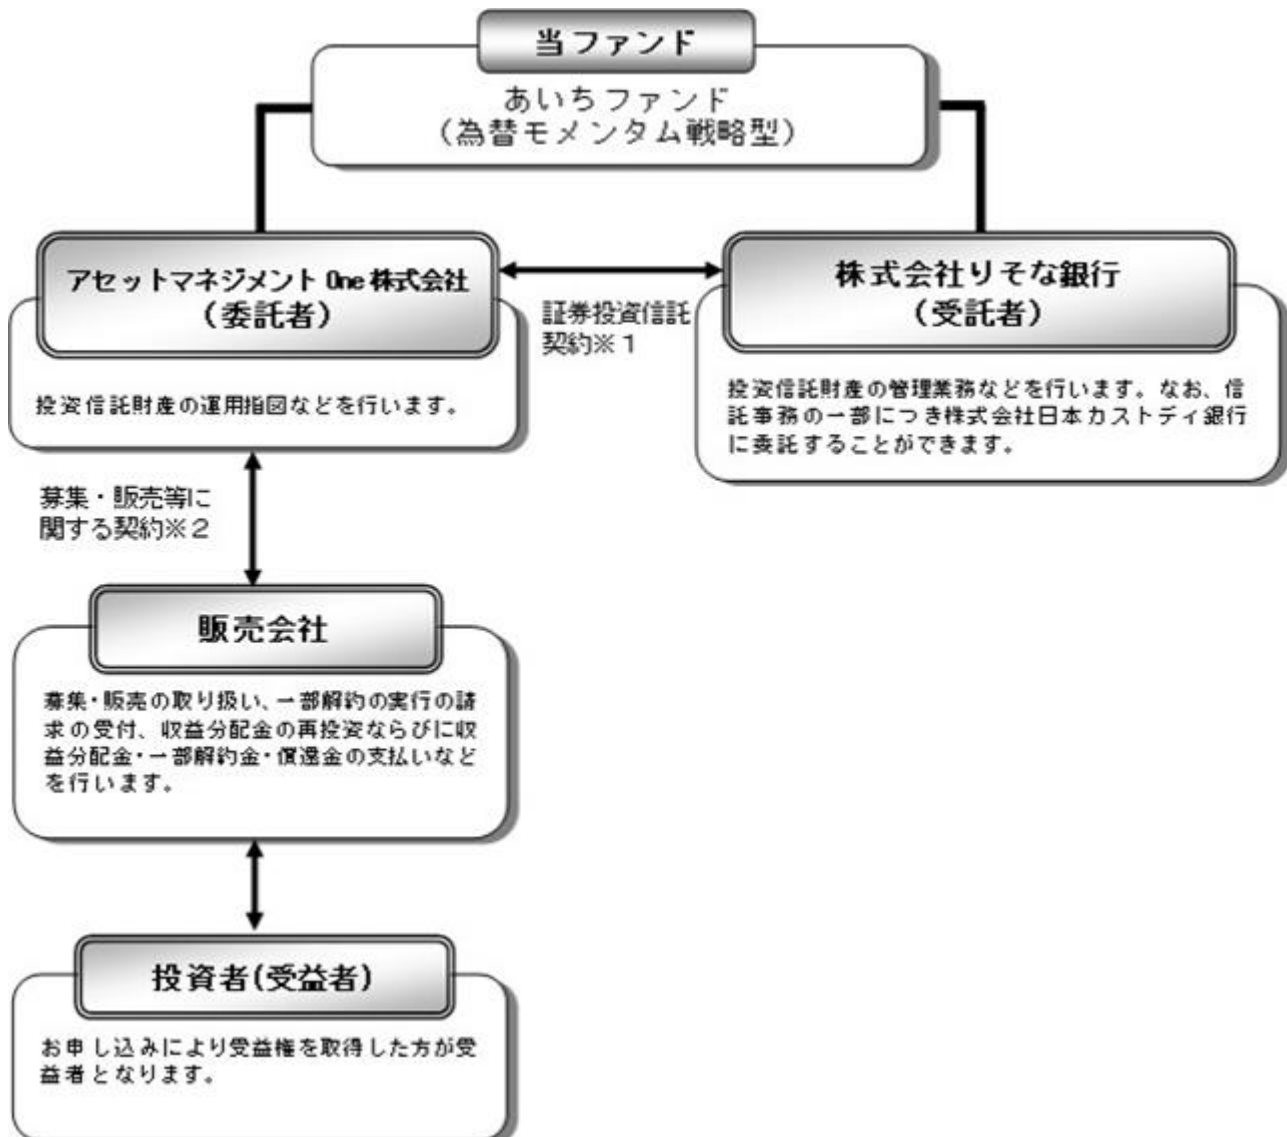 当ファンド
あいちファンド
（為替モメンタム戦略型）
アセットマネジメント One 株式会社
（委託者）
投資信託財産の運用指図などを行います。
証券投資信託
契約※１
株式会社りそな銀行
（受託者）
投資信託財産の管理業務などを行います。なお、信
託事務の一部につき株式会社日本カストディ銀行
に委託することができます。
募集・販売等に
関する契約※２
販売会社
募集・販売の取り扱い、一部解約の実行の請
求の受付、収益分配金の再投資ならびに収
益分配金・一部解約金・償還金の支払いなど
を行います。
投資者(受益者)
お申し込みにより受益権を取得した方が受
益者となります。